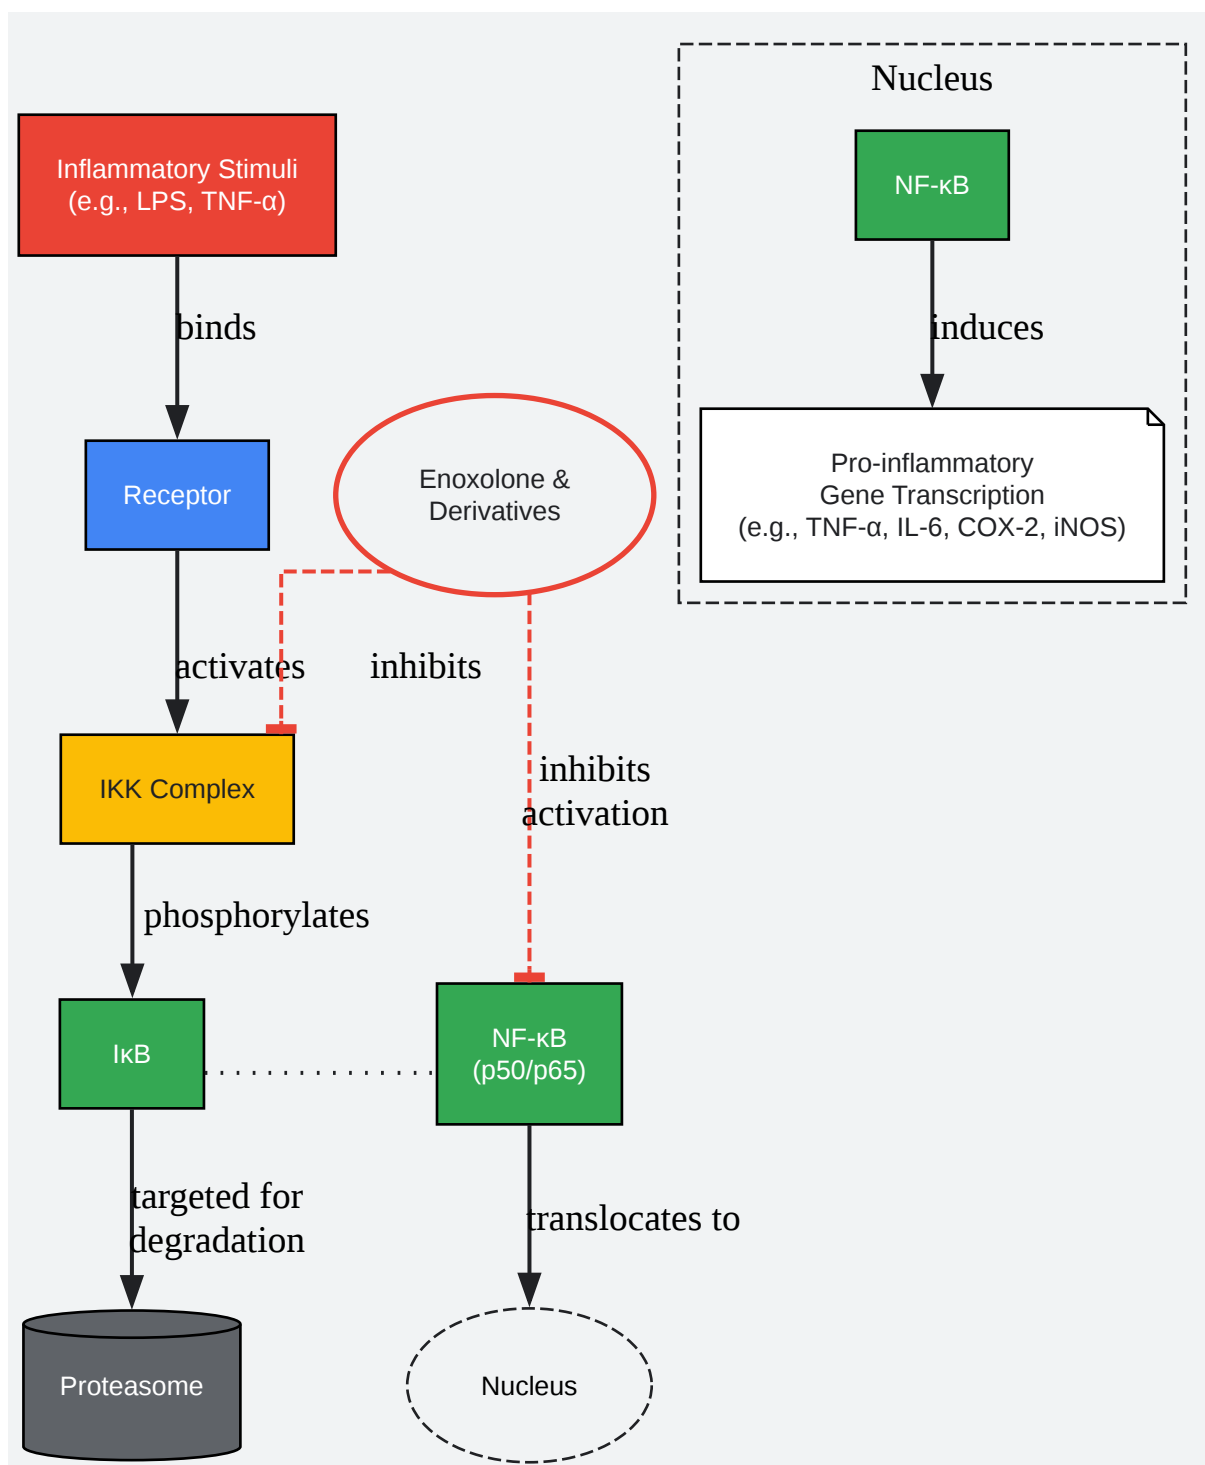 Nucleus
NF-κB
induces
Pro-inflammatory
Gene Transcription
(e.g., TNF-α, IL-6, COX-2, iNOS)
Inflammatory Stimuli
(e.g., LPS, TNF-α)
binds
Receptor
Enoxolone &
Derivatives
activates
inhibits
IKK Complex
inhibits
activation
phosphorylates
IκB
NF-κB
(p50/p65)
targeted for
degradation
translocates to
Proteasome
Nucleus